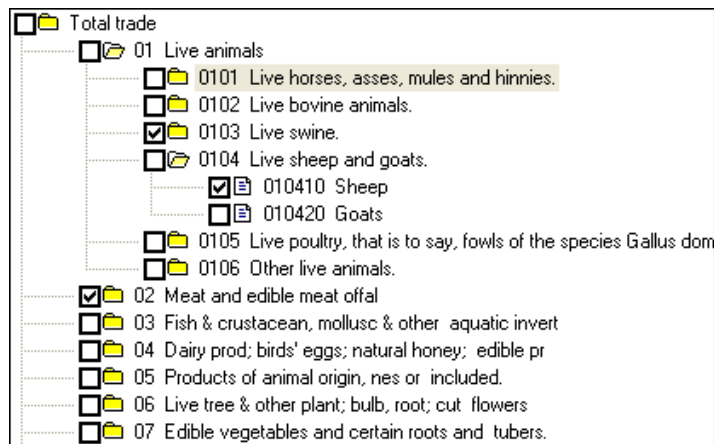 Total trade
01 Live animals
0101 Live horses, asses, mules and hinnies.
0102 Live bovine animals.
0103 Live swine.
0104 Live sheep and goats.
010410 Sheep
010420 Goats
0105 Live poultry, that is to say, fowls of the species Gallus dom
0106 Other live animals.
02 Meat and edible meat offal
03 Fish & crustacean, mollusc & other aquatic invert
04 Dairy prod; birds' eggs; natural honey; edible pr
05 Products of animal origin, nes or included.
06 Live tree & other plant; bulb, root; cut flowers
07 Edible vegetables and certain roots and tubers.